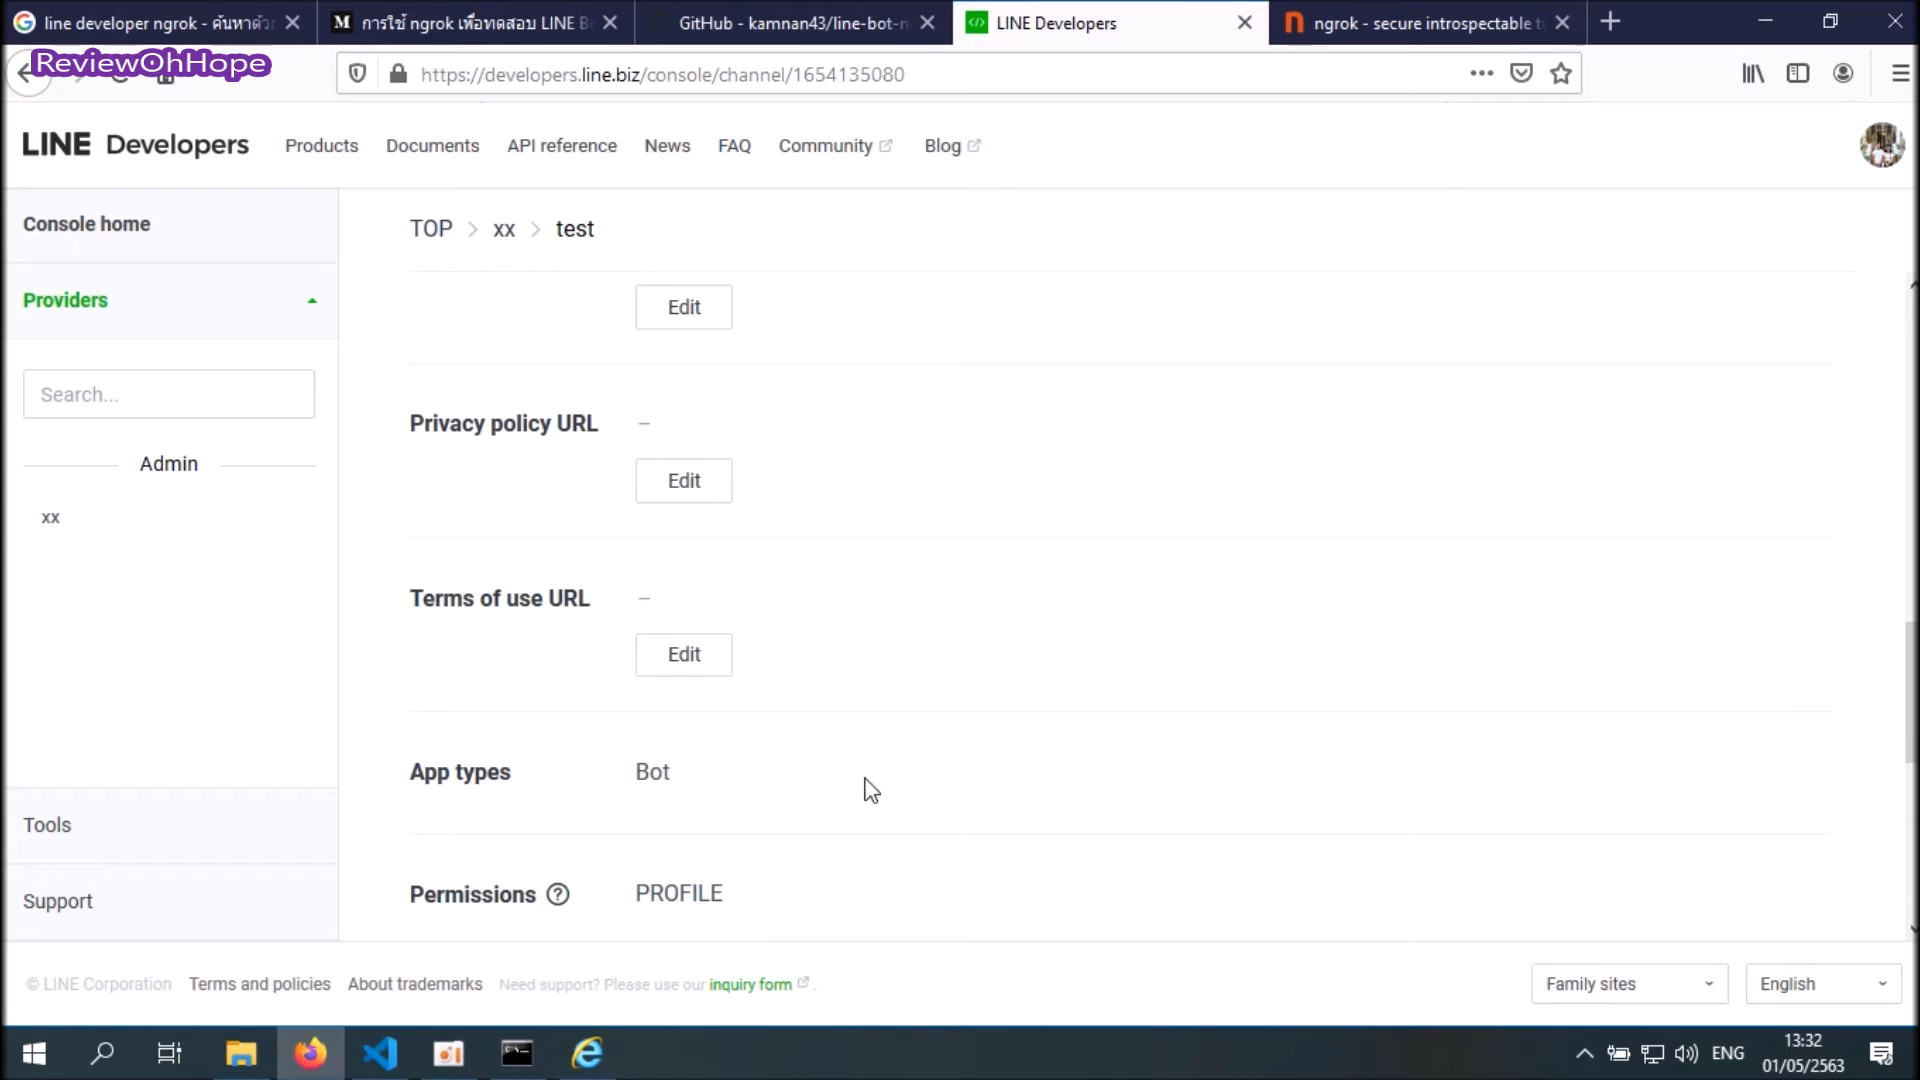 line developer ngrok - ค้นหาด้วย
การใช้ ngrok เพื่อทดสอบ LINE B
GitHub - kamnan43/line-bot-n
LINE Developers
ngrok - secure introspectable t
ReviewOhHope
https://developers.line.biz/console/channel/1654135080
LINE Developers
Products
Documents
API reference
News
FAQ
Community
Blog
Console home
TOP > xx > test
Providers
Edit
Search...
Privacy policy URL –
Admin
Edit
xx
Terms of use URL –
Edit
App types Bot
Tools
Permissions ? PROFILE
Support
© LINE Corporation
Terms and policies
About trademarks
Need support? Please use our inquiry form .
Family sites
English
ENG
13:32
01/05/2563